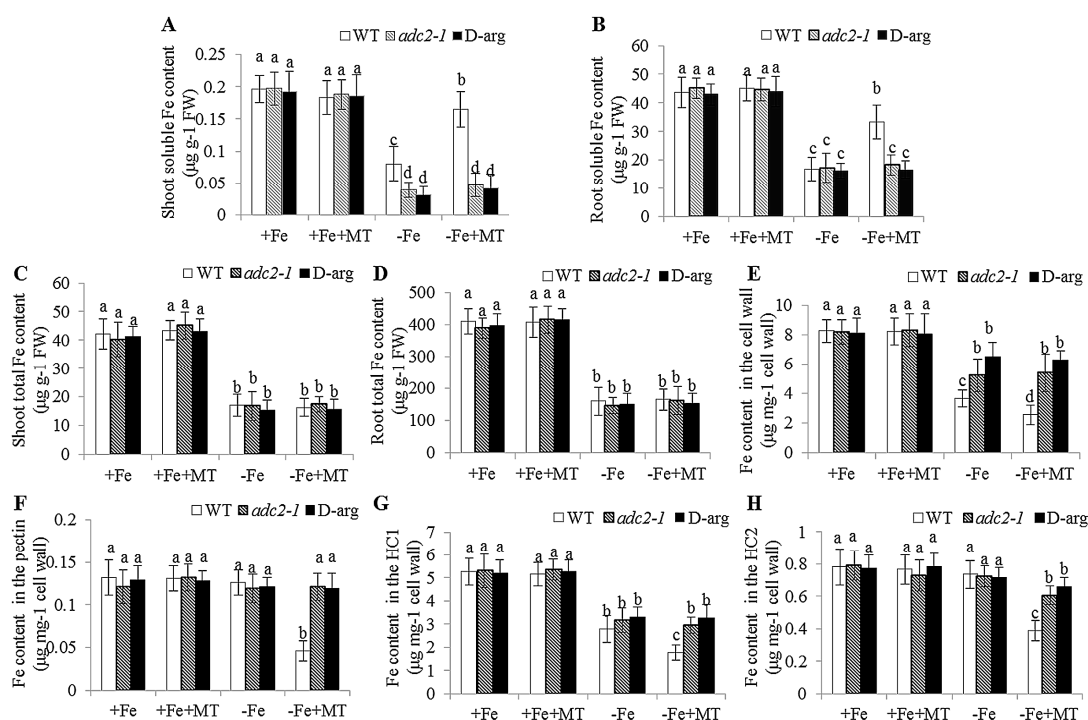 A
WT adc2-1 D-arg
Shoot soluble Fe content
(µg g-1 FW)
0.25
0.2
0.15
0.1
0.05
0
a a a
a a a
c d d
b d d
+Fe +Fe+MT -Fe -Fe+MT
B
WT adc2-1 D-arg
Root soluble Fe content
(µg g-1 FW)
60
50
40
30
20
10
0
a a a
a a a
c c c
b c c
+Fe +Fe+MT -Fe -Fe+MT
C
WT adc2-1 D-arg
Shoot total Fe content
(µg g-1 FW)
60
50
40
30
20
10
0
a a a
a a a
b b b
b b b
+Fe +Fe+MT -Fe -Fe+MT
D
WT adc2-1 D-arg
Root total Fe content
(µg g-1 FW)
500
400
300
200
100
0
a a a
a a a
b b b
b b b
+Fe +Fe+MT -Fe -Fe+MT
E
WT adc2-1 D-arg
Fe content in the cell wall
(µg mg-1 cell wall)
10
8
6
4
2
0
a a a
a a a
c b b
d b b
+Fe +Fe+MT -Fe -Fe+MT
F
WT adc2-1 D-arg
Fe content in the pectin
(µg mg-1 cell wall)
0.2
0.15
0.1
0.05
0
a a a
a a a
a a a
b a a
+Fe +Fe+MT -Fe -Fe+MT
G
WT adc2-1 D-arg
Fe content in the HC1
(µg mg-1 cell wall)
7
6
5
4
3
2
1
0
a a a
a a a
b b b
c b b
+Fe +Fe+MT -Fe -Fe+MT
H
WT adc2-1 D-arg
Fe content in the HC2
(µg mg-1 cell wall)
1
0.8
0.6
0.4
0.2
0
a a a
a a a
a a a
c b b
+Fe +Fe+MT -Fe -Fe+MT